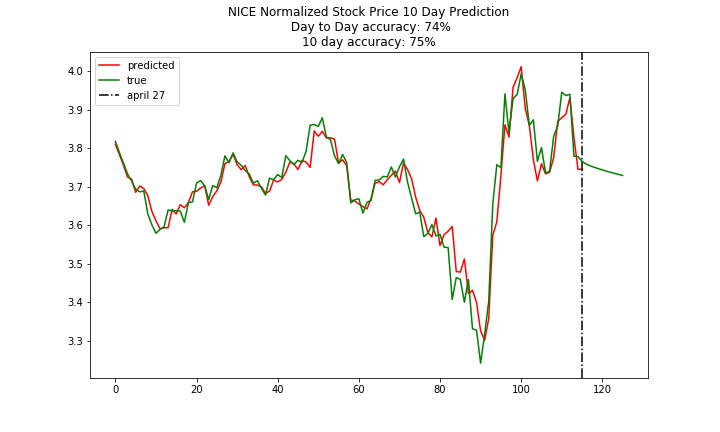 NICE Normalized Stock Price 10 Day Prediction
Day to Day accuracy: 74%
10 day accuracy: 75%
predicted
true
april 27
4.0
3.9
3.8
3.7
3.6
3.5
3.4
3.3
0 20 40 60 80 100 120